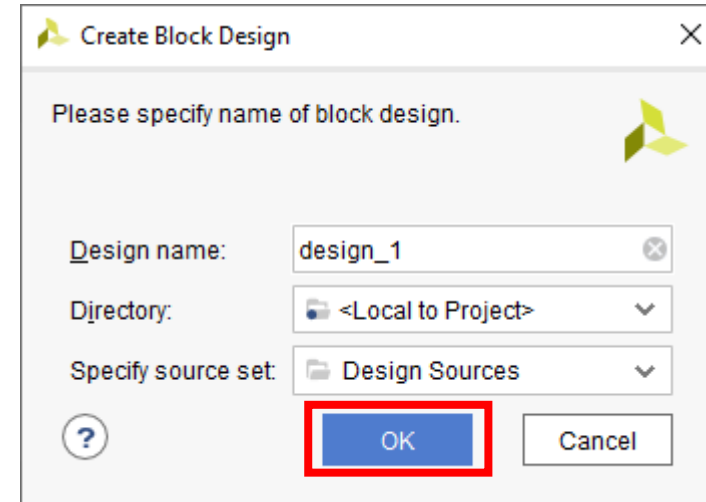 Create Block Design
Please specify name of block design.
Design name: design_1
Directory: <Local to Project>
Specify source set: Design Sources
? OK Cancel